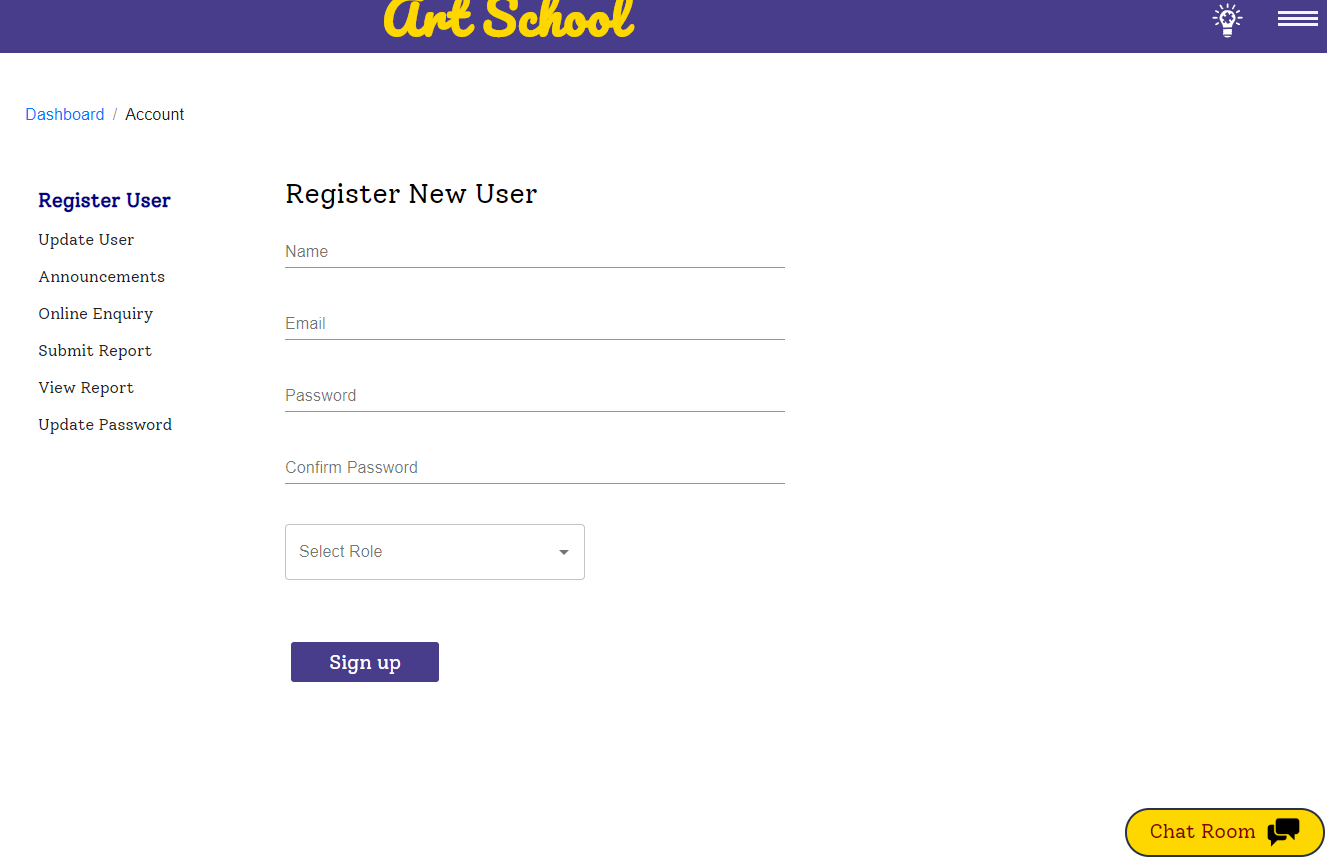 Art School
Dashboard / Account
Register User
Update User
Announcements
Online Enquiry
Submit Report
View Report
Update Password
Register New User
Name
Email
Password
Confirm Password
Select Role
Sign up
Chat Room